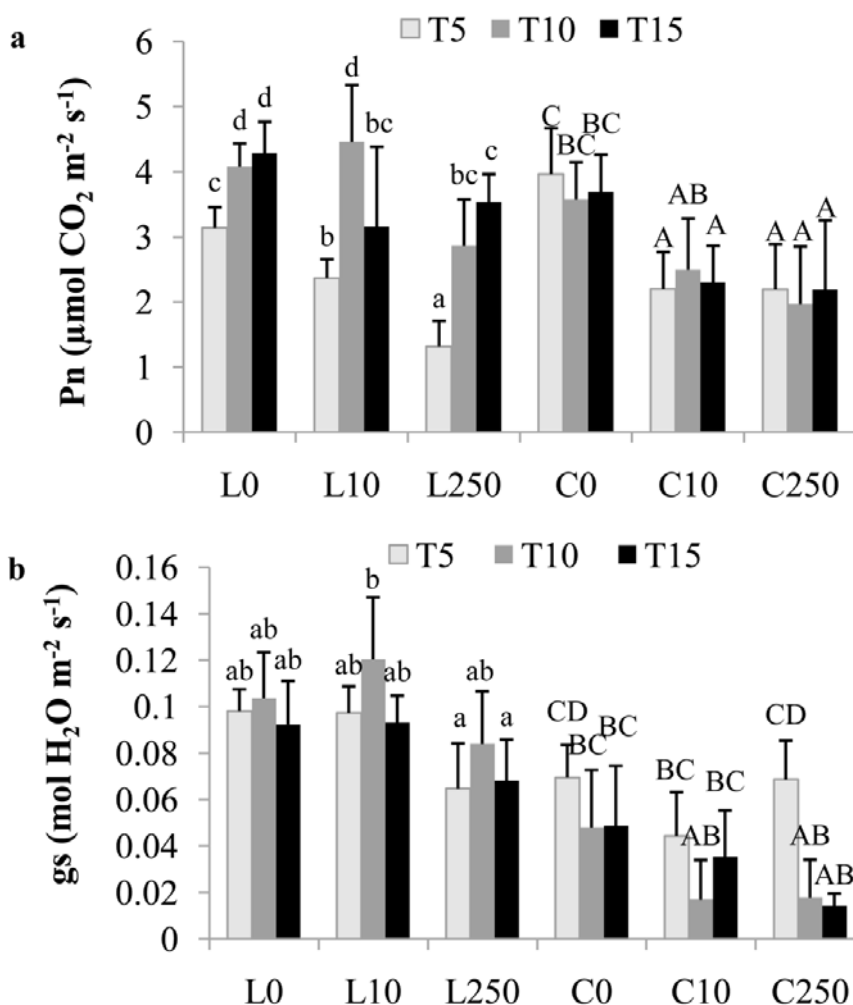 a
T5 T10 T15
Pn (µmol CO₂ m⁻² s⁻¹)
6
5
4
3
2
1
0
c d d
b d bc
a bc c
C BC BC
A AB A
A A A
L0 L10 L250 C0 C10 C250
b
T5 T10 T15
gs (mol H₂O m⁻² s⁻¹)
0.16
0.14
0.12
0.1
0.08
0.06
0.04
0.02
0
ab ab ab
ab b ab
a ab a
CD BC BC
BC AB BC
CD AB AB
L0 L10 L250 C0 C10 C250